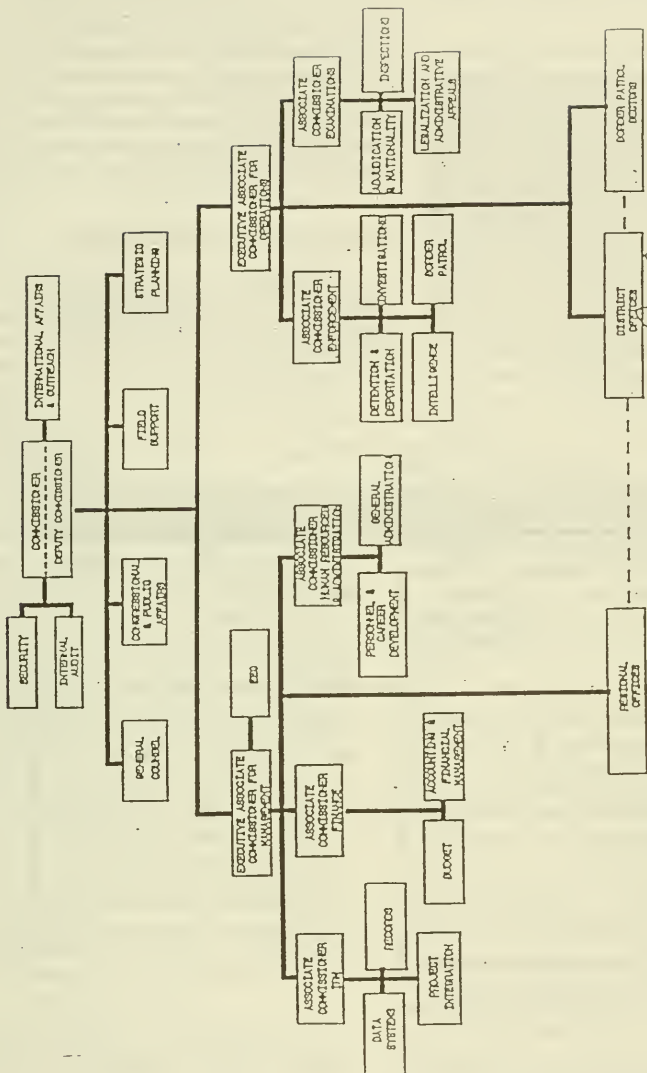 SECURITY
INTERNAL
AUDIT
COMMISSIONER
DEPUTY COMMISSIONER
INTERNATIONAL AFFAIRS
& OUTREACH
GENERAL
COUNSEL
CONGRESSIONAL
& PUBLIC
AFFAIRS
FIELD
SUPPORT
STRATEGIC
PLANNING
EXECUTIVE ASSOCIATE
COMMISSIONER FOR
MANAGEMENT
EEO
EXECUTIVE ASSOCIATE
COMMISSIONER FOR
OPERATIONS
ASSOCIATE
COMMISSIONER
IRM
ASSOCIATE
COMMISSIONER
FINANCE
ASSOCIATE
COMMISSIONER
HUMAN RESOURCES
& ADMINISTRATION
ASSOCIATE
COMMISSIONER
ENFORCEMENT
ASSOCIATE
COMMISSIONER
EXAMINATIONS
DATA
SYSTEMS
RECORDS
PROJECT
INTEGRATION
BUDGET
ACCOUNTING &
FINANCIAL
MANAGEMENT
PERSONNEL &
CAREER
DEVELOPMENT
GENERAL
ADMINISTRATION
DETENTION &
DEPORTATION
INVESTIGATIONS
INTELLIGENCE
BORDER
PATROL
ADJUDICATION
& NATIONALITY
INSPECTIONS
LEGALIZATION AND
ADMINISTRATIVE
APPEALS
REGIONAL
OFFICES
DISTRICT
OFFICES
BORDER PATROL
SECTORS